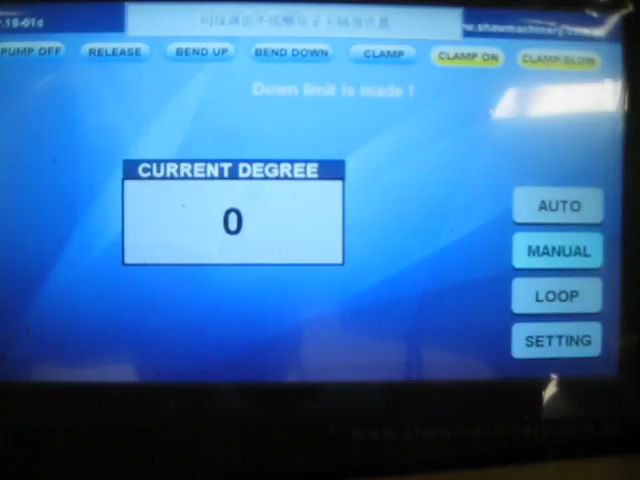 PUMP OFF RELEASE BEND UP BEND DOWN CLAMP CLAMP ON CLAMP SLOW
Down limit is made !
CURRENT DEGREE
0
AUTO
MANUAL
LOOP
SETTING